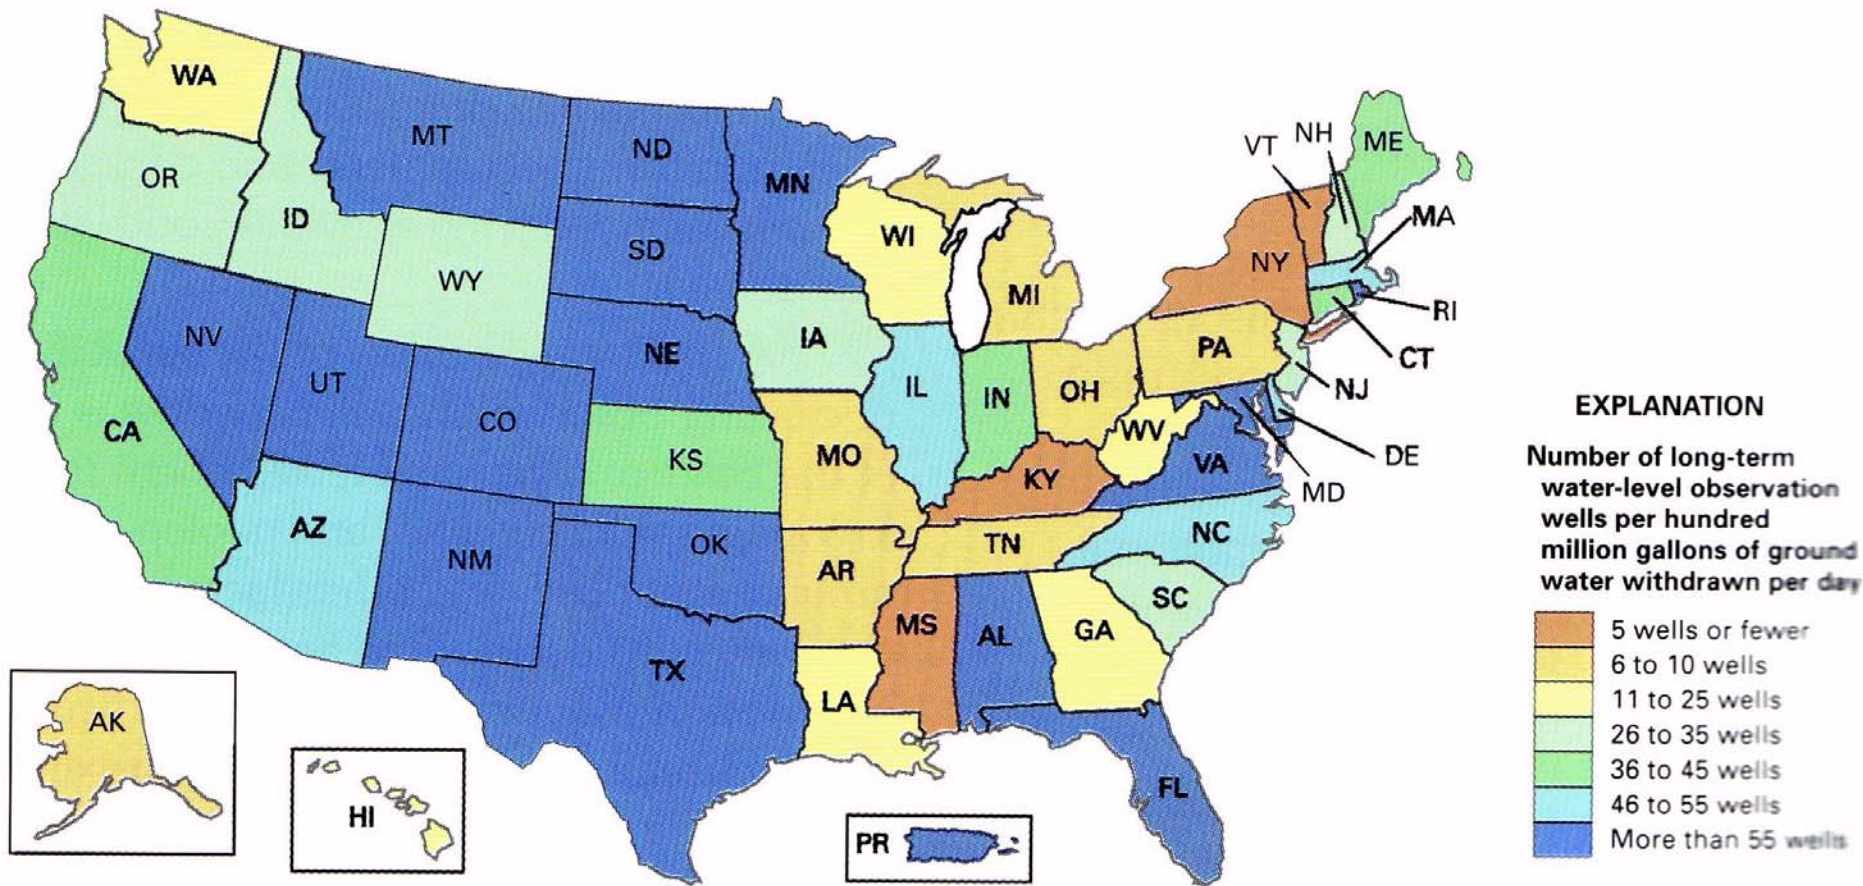 WA
MT
ND
MN
OR
ID
WY
SD
WI
MI
VT
NH
ME
MA
NY
RI
CT
NJ
PA
NV
UT
CO
NE
IA
IL
IN
OH
CA
KS
MO
KY
WV
VA
DE
MD
AZ
NM
OK
AR
TN
NC
SC
MS
AL
GA
TX
LA
FL
AK
HI
PR
EXPLANATION
Number of long-term
water-level observation
wells per hundred
million gallons of ground
water withdrawn per day
5 wells or fewer
6 to 10 wells
11 to 25 wells
26 to 35 wells
36 to 45 wells
46 to 55 wells
More than 55 wells